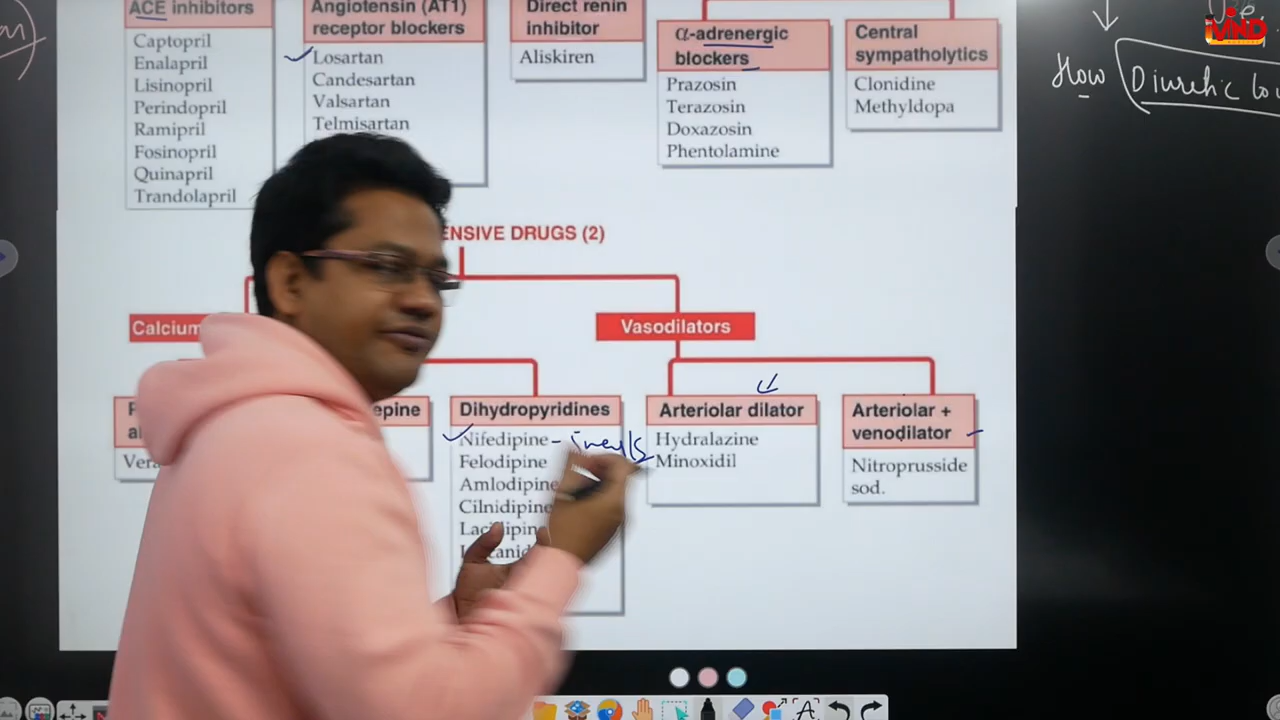 ACE inhibitors
Captopril
Enalapril
Lisinopril
Perindopril
Ramipril
Fosinopril
Quinapril
Trandolapril
Angiotensin (AT1)
receptor blockers
Losartan
Candesartan
Valsartan
Telmisartan
Direct renin
inhibitor
Aliskiren
α-adrenergic
blockers
Prazosin
Terazosin
Doxazosin
Phentolamine
Central
sympatholytics
Clonidine
Methyldopa
How Diuretic
ENSIVE DRUGS (2)
Calcium
Vasodilators
epine
Dihydropyridines
Nifedipine -
Felodipine
Amlodipine
Cilnidipine
Arteriolar dilator
Hydralazine
Minoxidil
Arteriolar +
venodilator
Nitroprusside
sod.